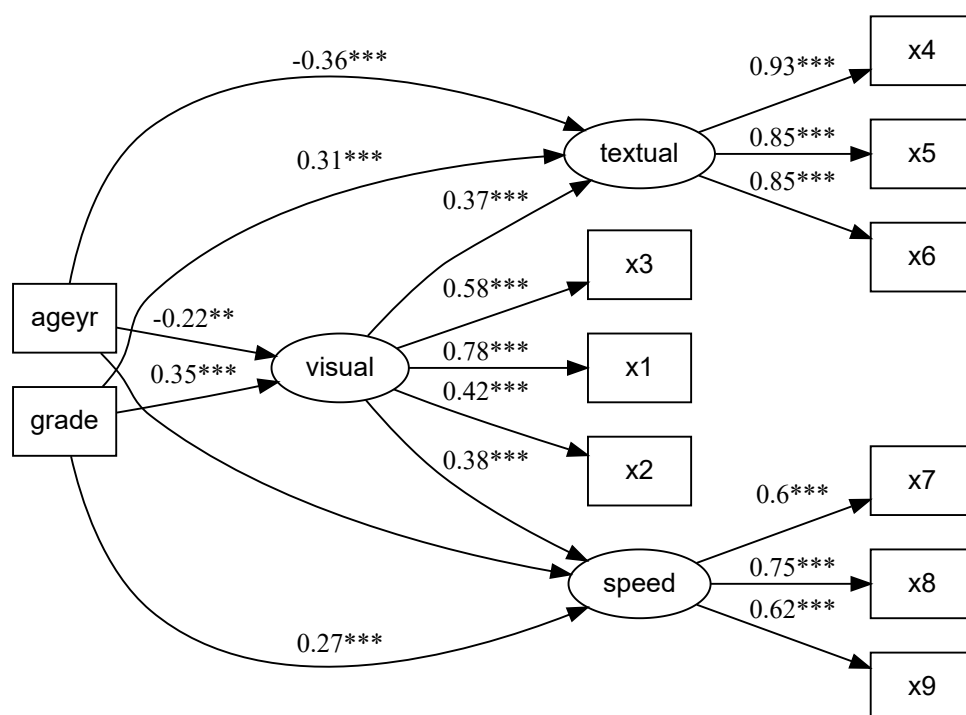 x4
-0.36***
0.93***
x5
textual
0.85***
0.31***
0.85***
0.37***
x6
x3
0.58***
ageyr
-0.22**
0.78***
x1
visual
0.35***
0.42***
grade
x2
0.38***
x7
0.6***
x8
speed
0.75***
0.62***
0.27***
x9